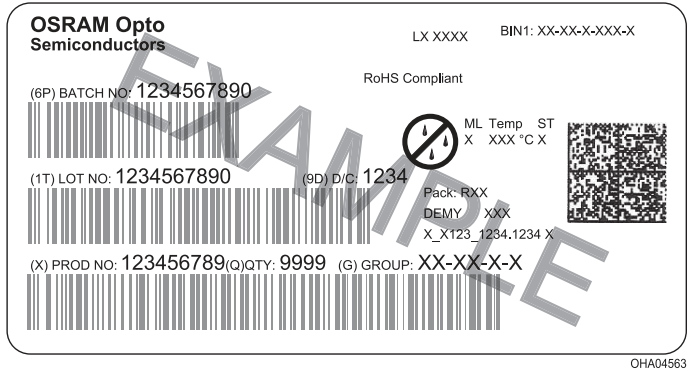 OSRAM Opto
Semiconductors
LX XXXX
BIN1: XX-XX-X-XXX-X
RoHS Compliant
(6P) BATCH NO: 1234567890
ML Temp ST
X XXX °C X
(1T) LOT NO: 1234567890
(9D) D/C: 1234
Pack: RXX
DEMY XXX
X_X123_1234.1234 X
(X) PROD NO: 123456789(Q)QTY: 9999 (G) GROUP: XX-XX-X-X
EXAMPLE
OHA04563